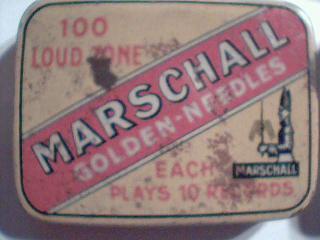 100
LOUD TONE
MARSCHALL
GOLDEN-NEEDLES
EACH
PLAYS 10 RECORDS
MARSCHALL